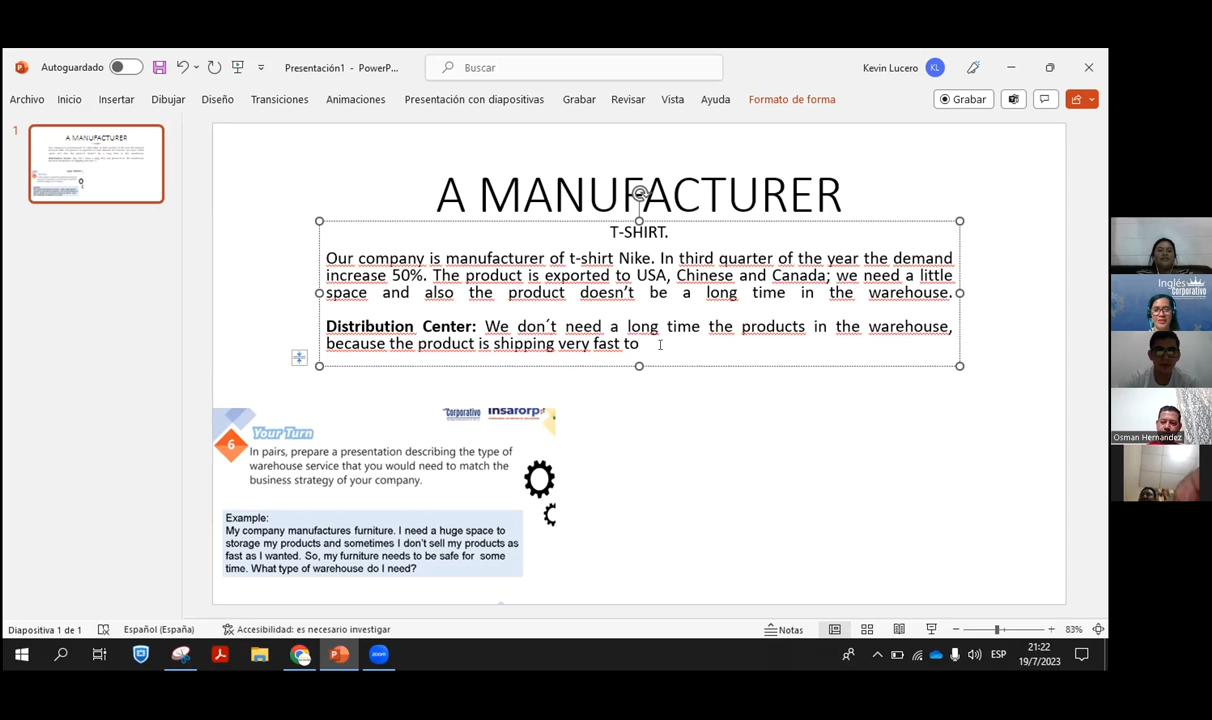 Autoguardado
Presentación1 - PowerP...
Buscar
Kevin Lucero
KL
Archivo Inicio Insertar Dibujar Diseño Transiciones Animaciones Presentación con diapositivas Grabar Revisar Vista Ayuda Formato de forma
Grabar
1
A MANUFACTURER
A MANUFACTURER
T-SHIRT.
Our company is manufacturer of t-shirt Nike. In third quarter of the year the demand
increase 50%. The product is exported to USA, Chinese and Canada; we need a little
space and also the product doesn't be a long time in the warehouse.
Distribution Center: We don´t need a long time the products in the warehouse,
because the product is shipping very fast to
Corporativo
insaforp
6
Your Turn
In pairs, prepare a presentation describing the type of
warehouse service that you would need to match the
business strategy of your company.
Example:
My company manufactures furniture. I need a huge space to
storage my products and sometimes I don't sell my products as
fast as I wanted. So, my furniture needs to be safe for some
time. What type of warehouse do I need?
Inglés
Corporativo
Osman Hernandez
Diapositiva 1 de 1
Español (España)
Accesibilidad: es necesario investigar
Notas
83%
zoom
ESP
21:22
19/7/2023